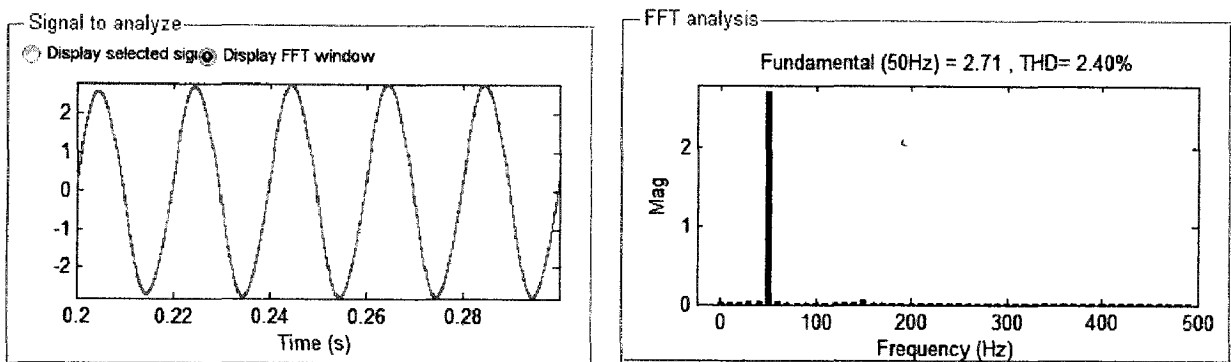 Signal to analyze
Display selected sign Display FFT window
2
1
0
-1
-2
0.2 0.22 0.24 0.26 0.28
Time (s)
FFT analysis
Fundamental (50Hz) = 2.71 , THD= 2.40%
Mag
2
1
0
0 100 200 300 400 500
Frequency (Hz)